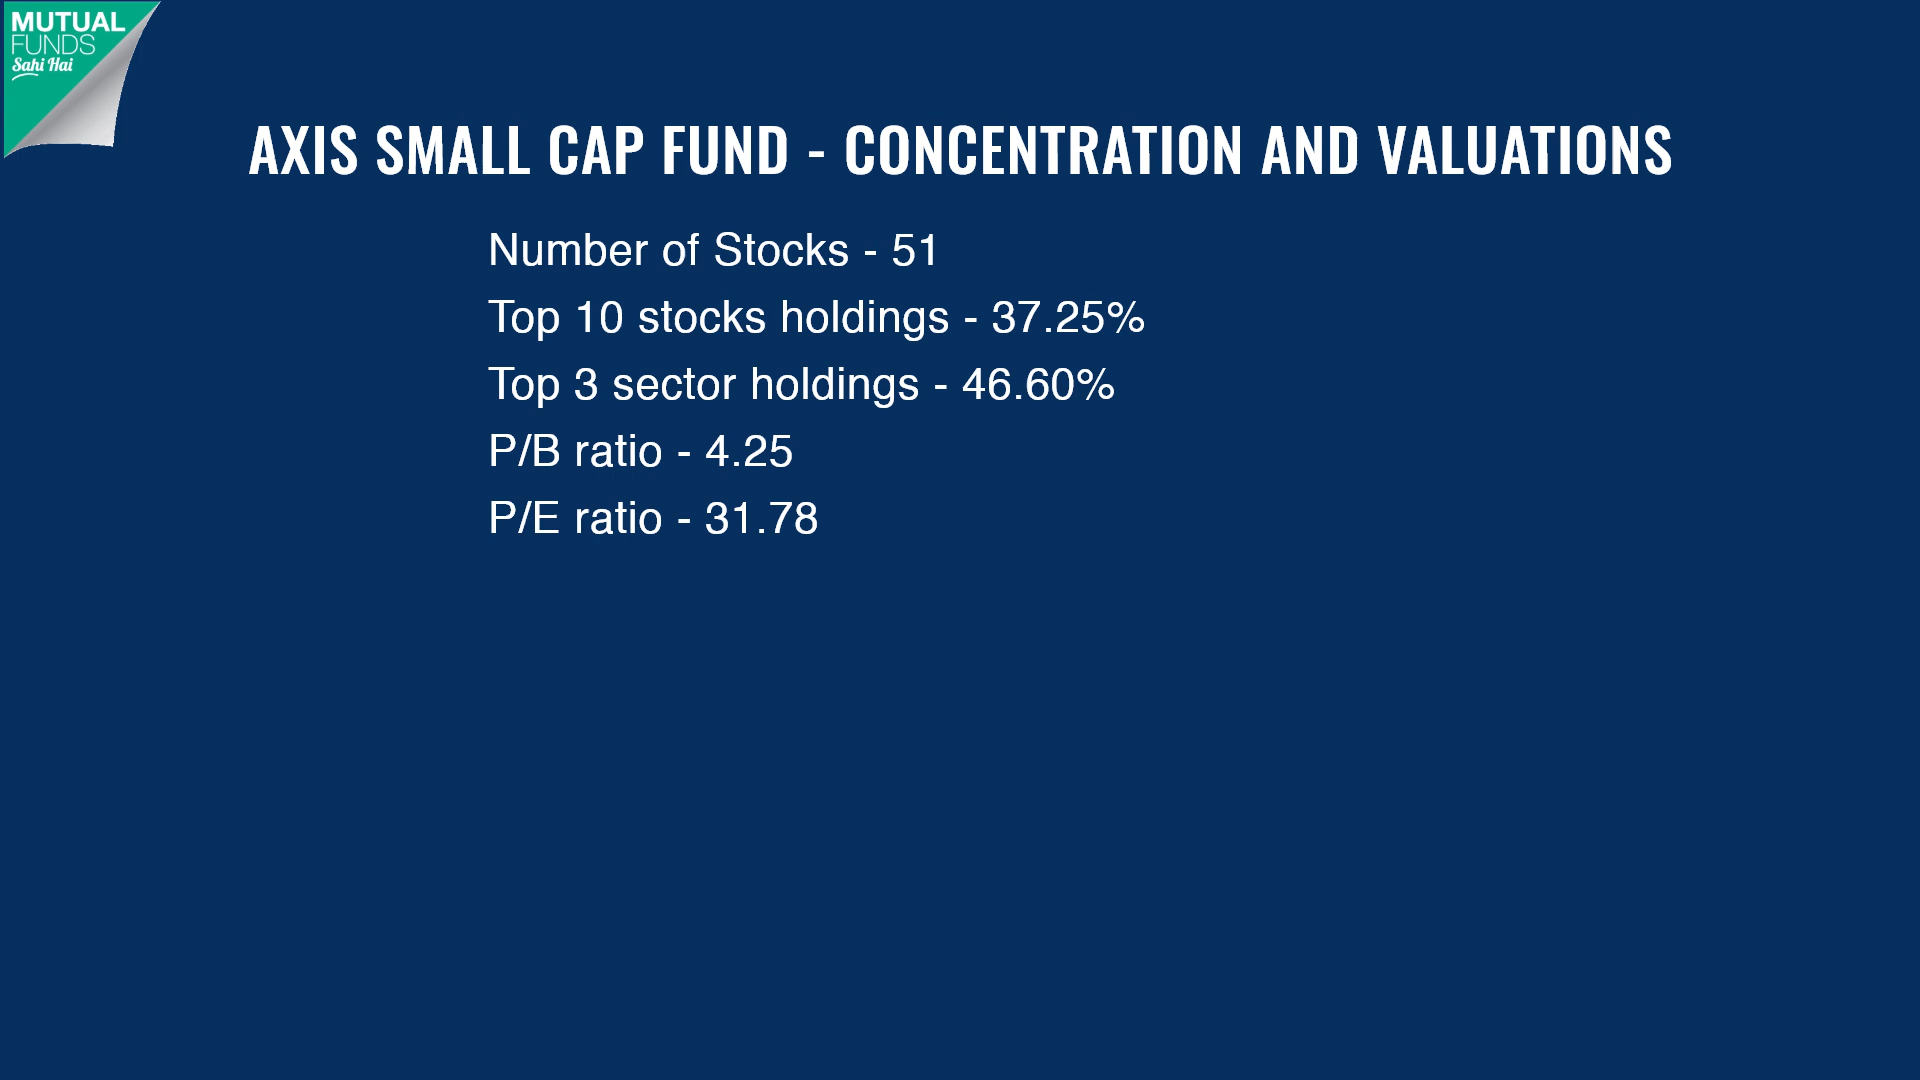 MUTUAL
FUNDS
Sahi Hai
AXIS SMALL CAP FUND - CONCENTRATION AND VALUATIONS
Number of Stocks - 51
Top 10 stocks holdings - 37.25%
Top 3 sector holdings - 46.60%
P/B ratio - 4.25
P/E ratio - 31.78